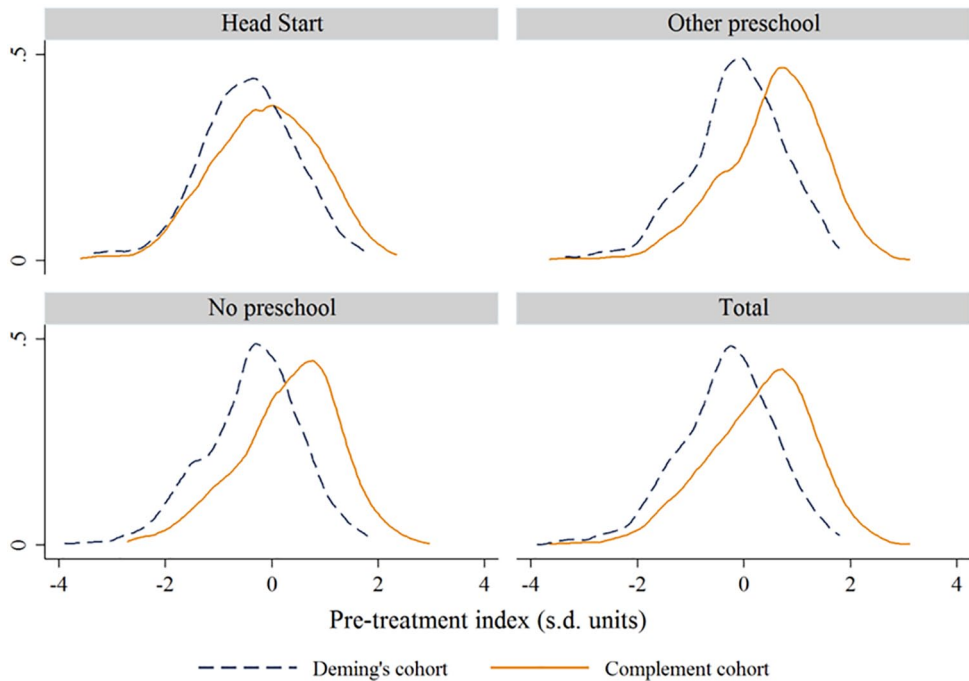 Head Start
Other preschool
.5
0
No preschool
Total
.5
0
-4 -2 0 2 4 -4 -2 0 2 4
Pre-treatment index (s.d. units)
Deming's cohort Complement cohort